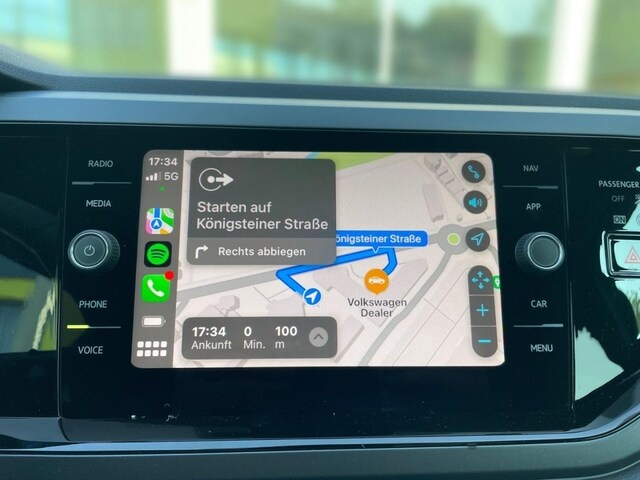 RADIO
MEDIA
PHONE
VOICE
17:34
5G
Starten auf
Königsteiner Straße
Rechts abbiegen
önigsteiner Straße
Volkswagen
Dealer
17:34 0 100
Ankunft Min. m
NAV
APP
CAR
MENU
PASSENGER
OFF
ON